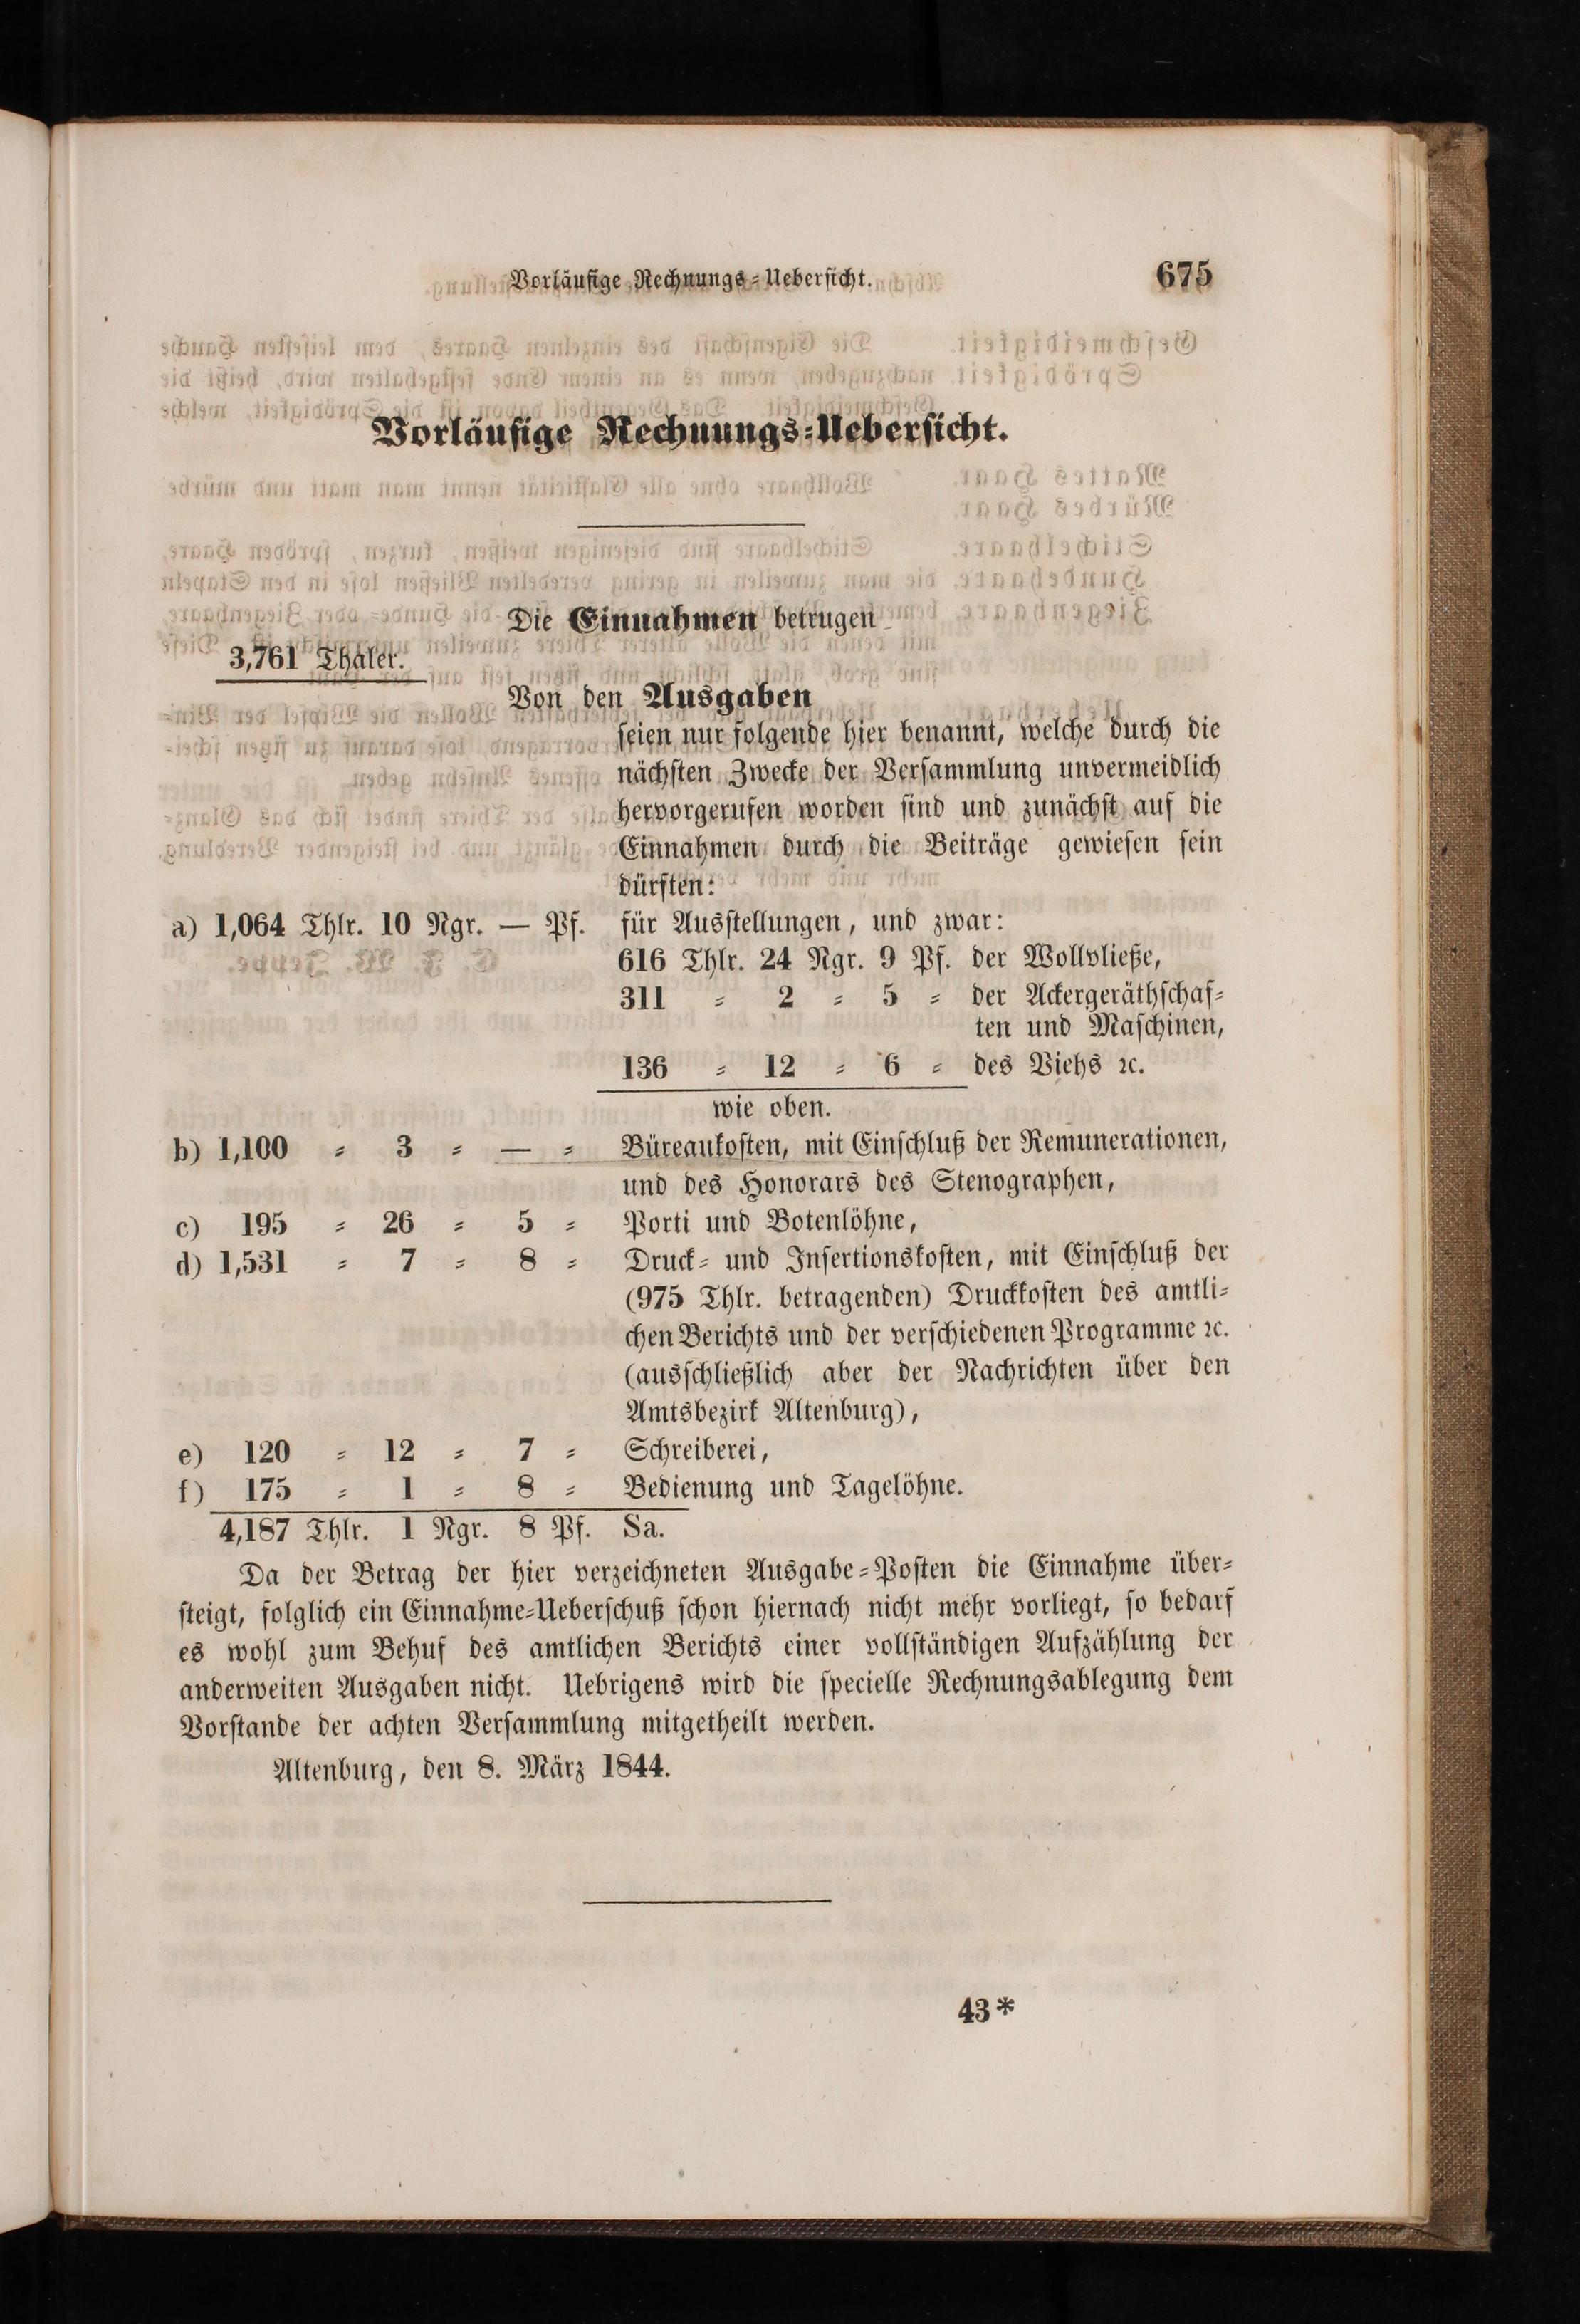 Vorläufige Rechnungs⸗Ueberſicht. 675
Vorläufige Rechnungs⸗Ueberſicht.
Die Einnahmen betrugen
3,761 Thaler.
Von den Ausgaben
ſeien nur folgende hier benannt, welche durch die
nächſten Zwecke der Verſammlung unvermeidlich
hervorgerufen worden ſind und zunächſt auf die
Einnahmen durch die Beiträge gewieſen ſein
dürften:
a) 1,064 Thlr. 10 Ngr. — Pf. für Ausſtellungen, und zwar:
616 Thlr. 24 Ngr. 9 Pf. der Wollvließe,
311 ⸗ 2 ⸗ 5 ⸗ der Ackergeräthſchaf⸗
ten und Maſchinen,
136 ⸗ 12 ⸗ 6 ⸗ des Viehs ꝛc.
wie oben.
b) 1,100 ⸗ 3 ⸗ — ⸗ Büreaukoſten, mit Einſchluß der Remunerationen,
und des Honorars des Stenographen,
c) 195 ⸗ 26 ⸗ 5 ⸗ Porti und Botenlöhne,
d) 1,531 ⸗ 7 ⸗ 8 ⸗ Druck⸗ und Inſertionskoſten, mit Einſchluß der
(975 Thlr. betragenden) Druckkoſten des amtli⸗
chen Berichts und der verſchiedenen Programme ꝛc.
(ausſchließlich aber der Nachrichten über den
Amtsbezirk Altenburg),
e) 120 ⸗ 12 ⸗ 7 ⸗ Schreiberei,
f) 175 ⸗ 1 ⸗ 8 ⸗ Bedienung und Tagelöhne.
4,187 Thlr. 1 Ngr. 8 Pf. Sa.
Da der Betrag der hier verzeichneten Ausgabe⸗Poſten die Einnahme über⸗
ſteigt, folglich ein Einnahme⸗Ueberſchuß ſchon hiernach nicht mehr vorliegt, ſo bedarf
es wohl zum Behuf des amtlichen Berichts einer vollſtändigen Aufzählung der
anderweiten Ausgaben nicht. Uebrigens wird die ſpecielle Rechnungsablegung dem
Vorſtande der achten Verſammlung mitgetheilt werden.
Altenburg, den 8. März 1844.
43*